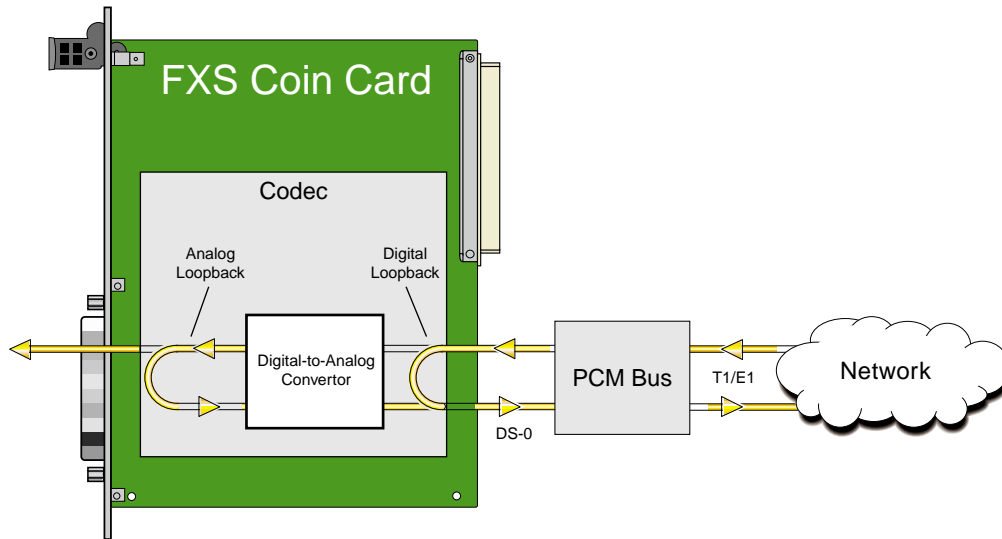 FXS Coin Card
Codec
Analog
Loopback
Digital
Loopback
Digital-to-Analog
Convertor
PCM Bus
T1/E1
Network
DS-0